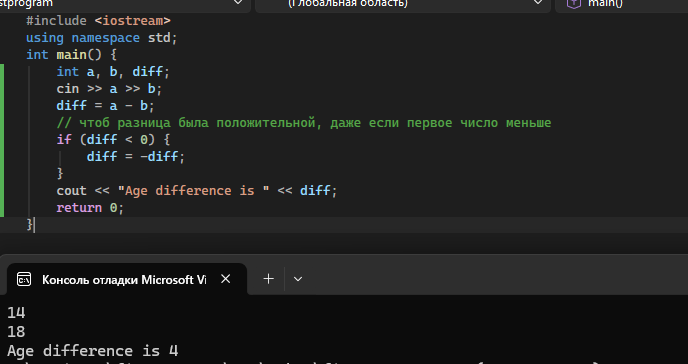 stprogram
(Глобальная область)
main()
#include <iostream>
using namespace std;
int main() {
int a, b, diff;
cin >> a >> b;
diff = a - b;
// чтоб разница была положительной, даже если первое число меньше
if (diff < 0) {
diff = -diff;
}
cout << "Age difference is " << diff;
return 0;
}
Консоль отладки Microsoft Vi
14
18
Age difference is 4